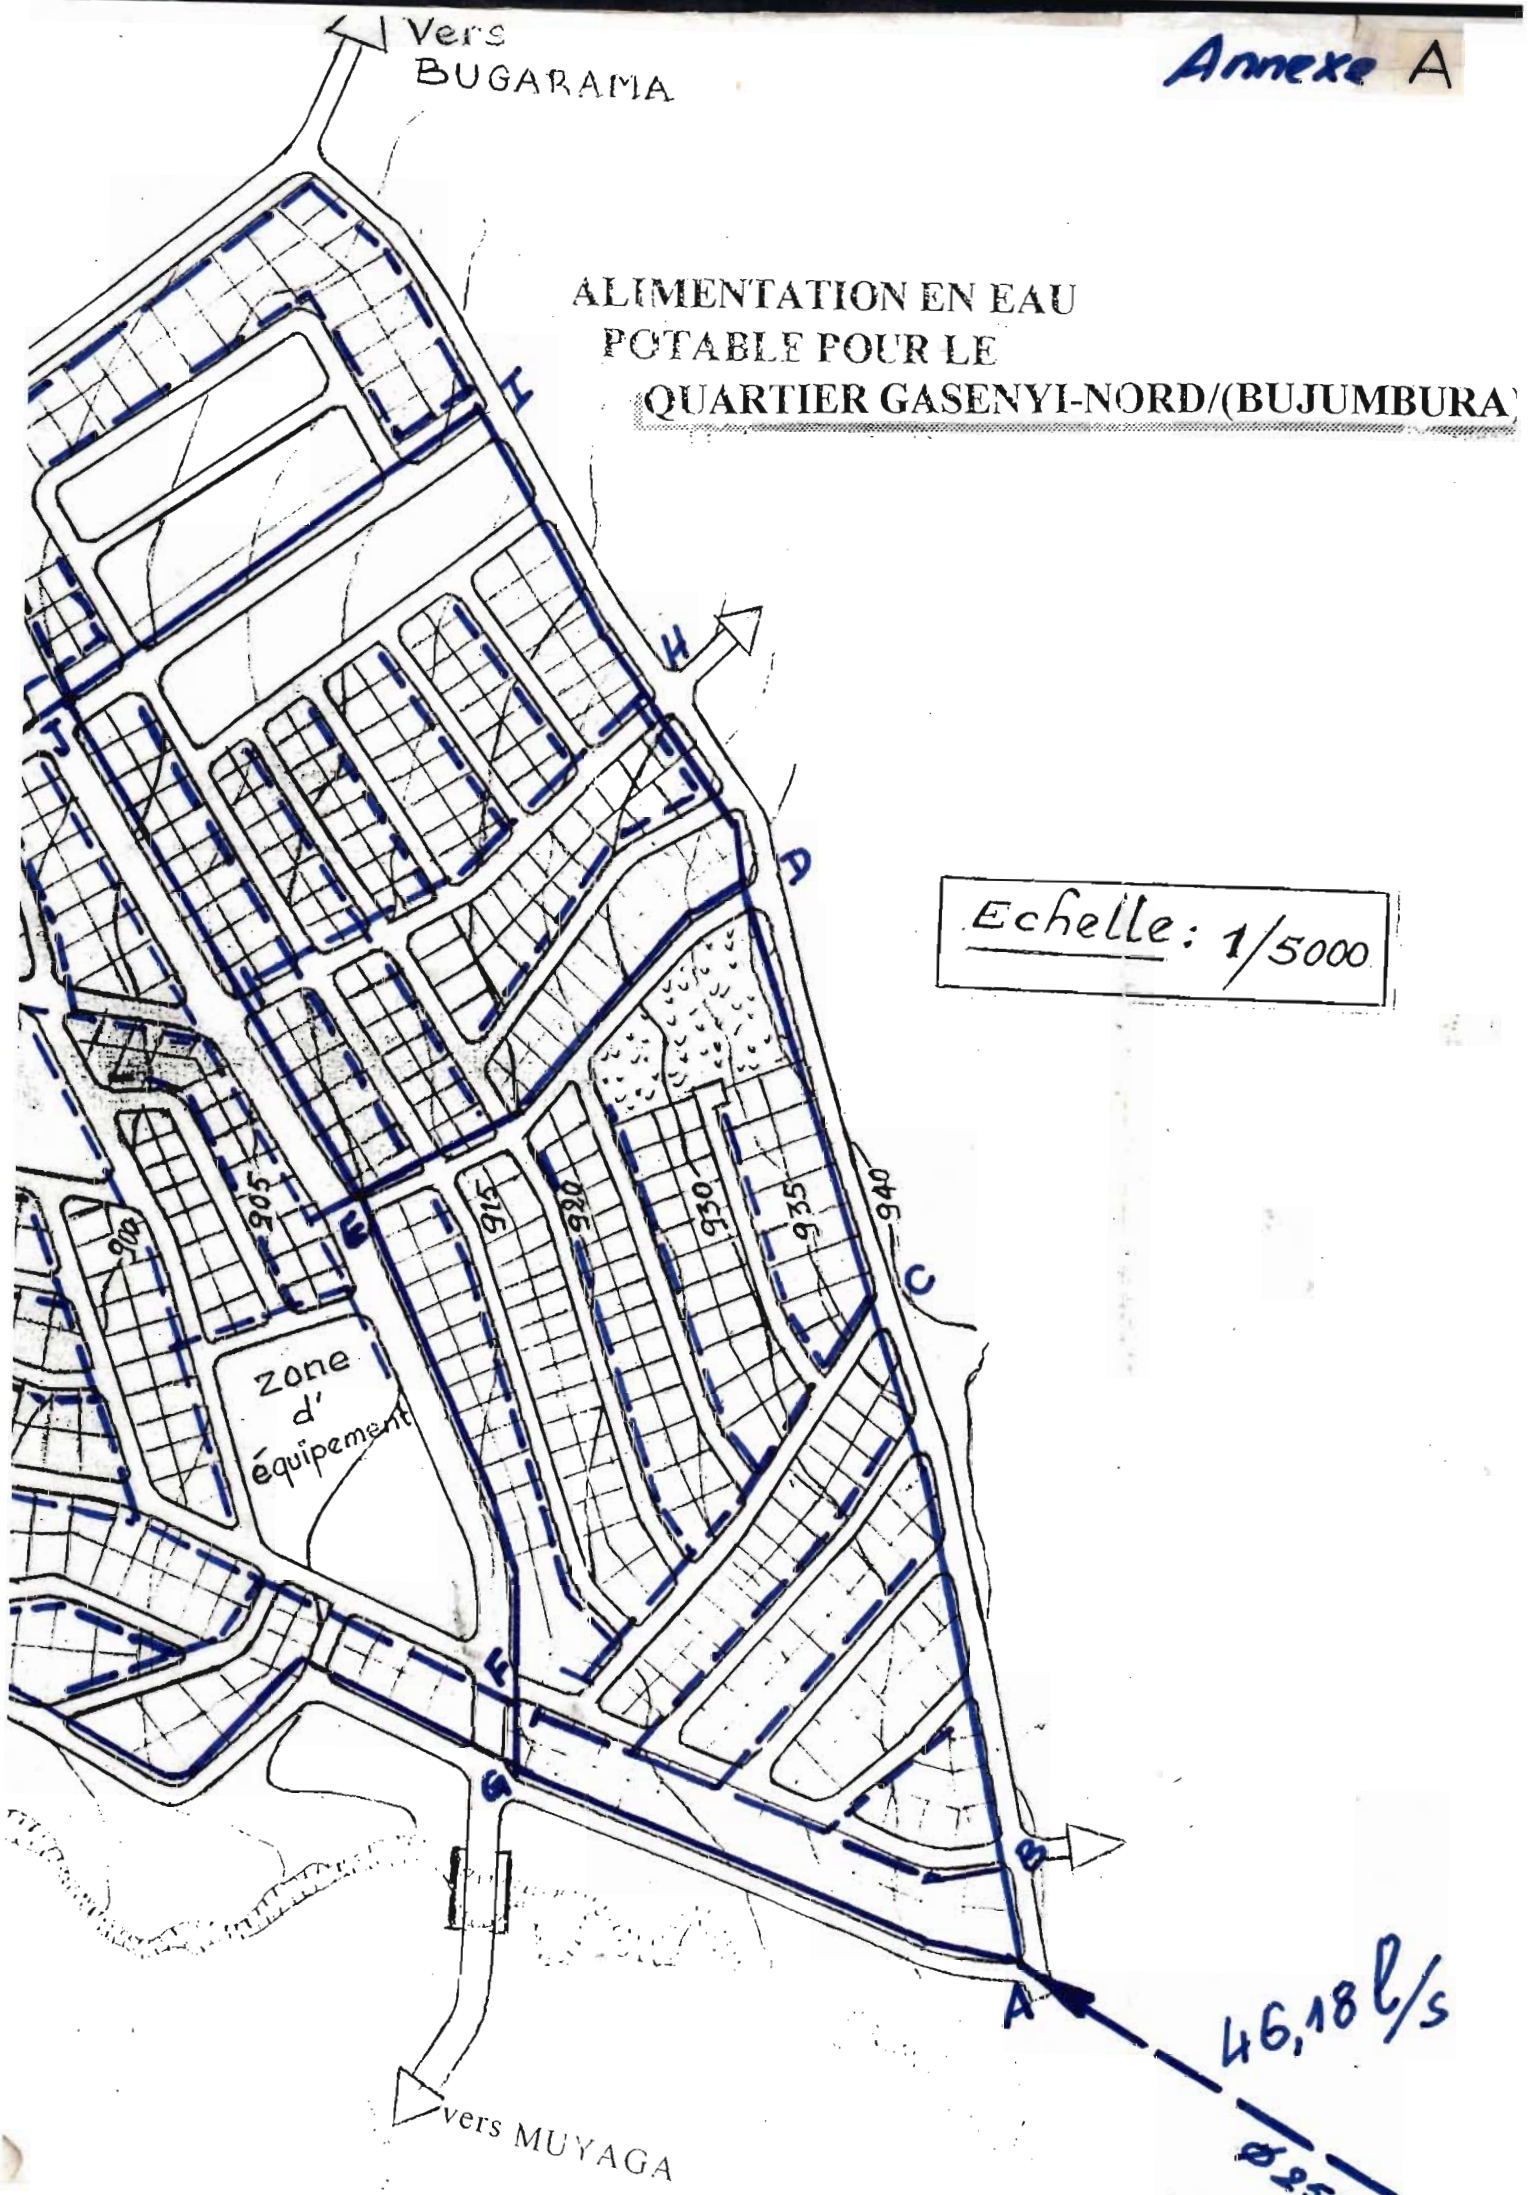 Annexe A
Vers
BUGARAMA
ALIMENTATION EN EAU
POTABLE POUR LE
QUARTIER GASENYI-NORD/(BUJUMBURA)
I
H
J
D
Echelle: 1/5000
905
900
E
915
920
930
935
940
C
zone
d'
équipement
F
G
B
A
46,18 l/s
vers MUYAGA